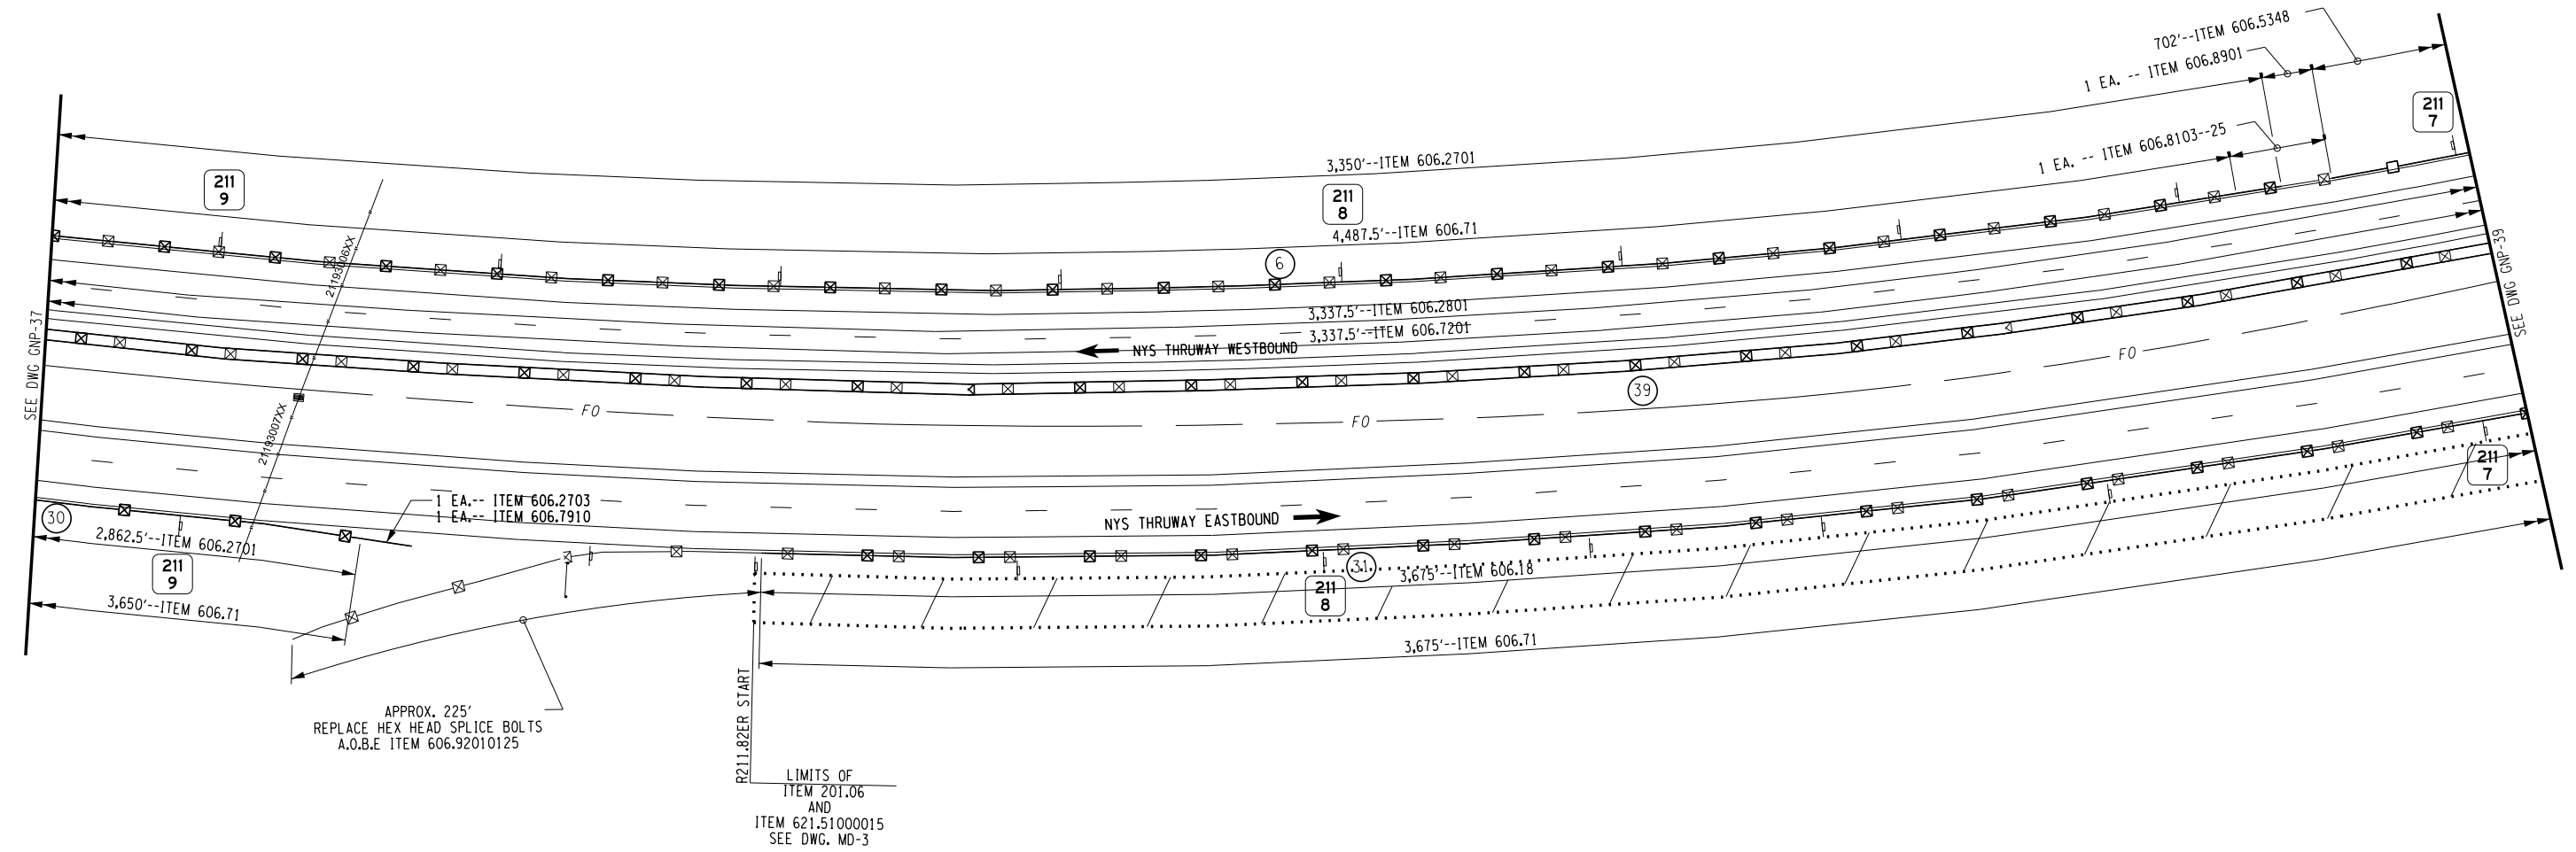 702'--ITEM 606.5348
1 EA. -- ITEM 606.8901
211
7
1 EA. -- ITEM 606.8103--25
3,350'--ITEM 606.2701
211
9
211
8
4,487.5'--ITEM 606.71
6
21193006XX
3,337.5'--ITEM 606.2801
3,337.5'--ITEM 606.7201
NYS THRUWAY WESTBOUND
SEE DWG GNP-37
SEE DWG GNP-39
FO
39
FO
FO
21193007XX
211
7
1 EA.-- ITEM 606.2703
1 EA.-- ITEM 606.7910
30
NYS THRUWAY EASTBOUND
2,862.5'--ITEM 606.2701
211
9
31
3,675'--ITEM 606.18
211
8
3,650'--ITEM 606.71
3,675'--ITEM 606.71
APPROX. 225'
REPLACE HEX HEAD SPLICE BOLTS
A.O.B.E ITEM 606.92010125
R211.82ER START
LIMITS OF
ITEM 201.06
AND
ITEM 621.51000015
SEE DWG. MD-3